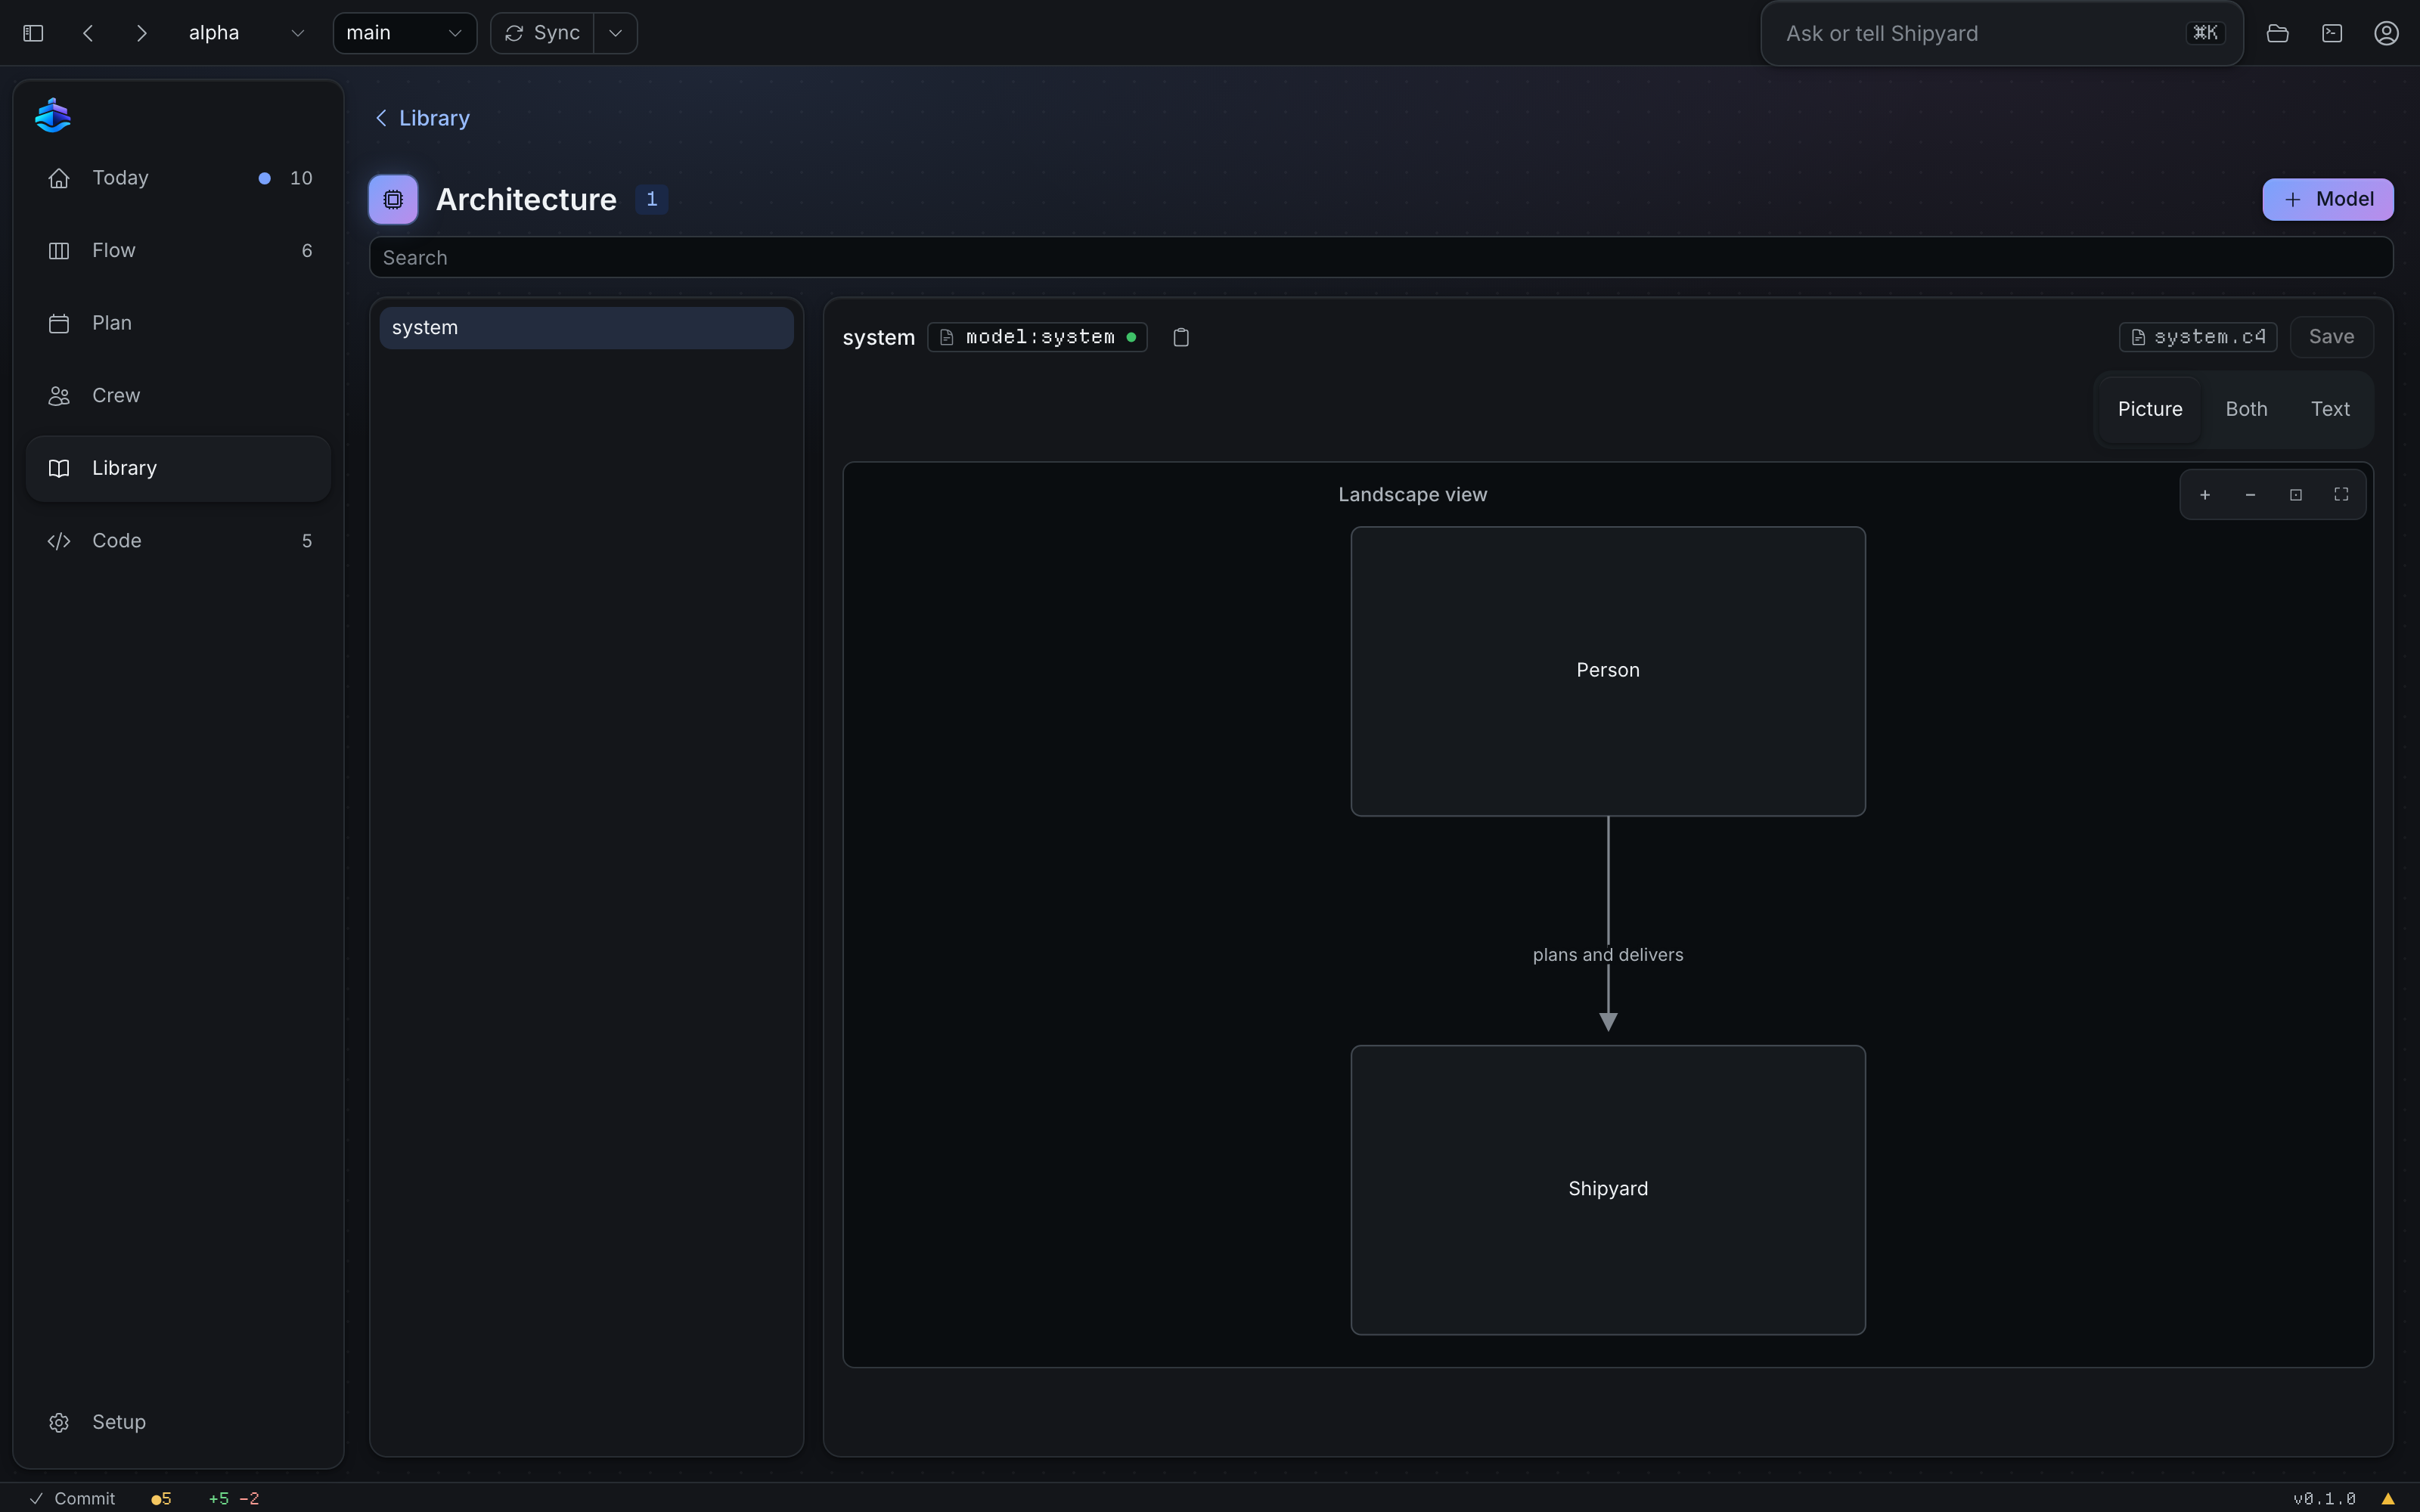 alpha
main
Sync
Ask or tell Shipyard
⌘K
Today
10
Flow
6
Plan
Crew
Library
Code
5
Setup
Library
Architecture
1
Model
Search
system
system
model:system
system.c4
Save
Picture
Both
Text
Landscape view
Person
plans and delivers
Shipyard
Commit
5
+5 -2
v0.1.0